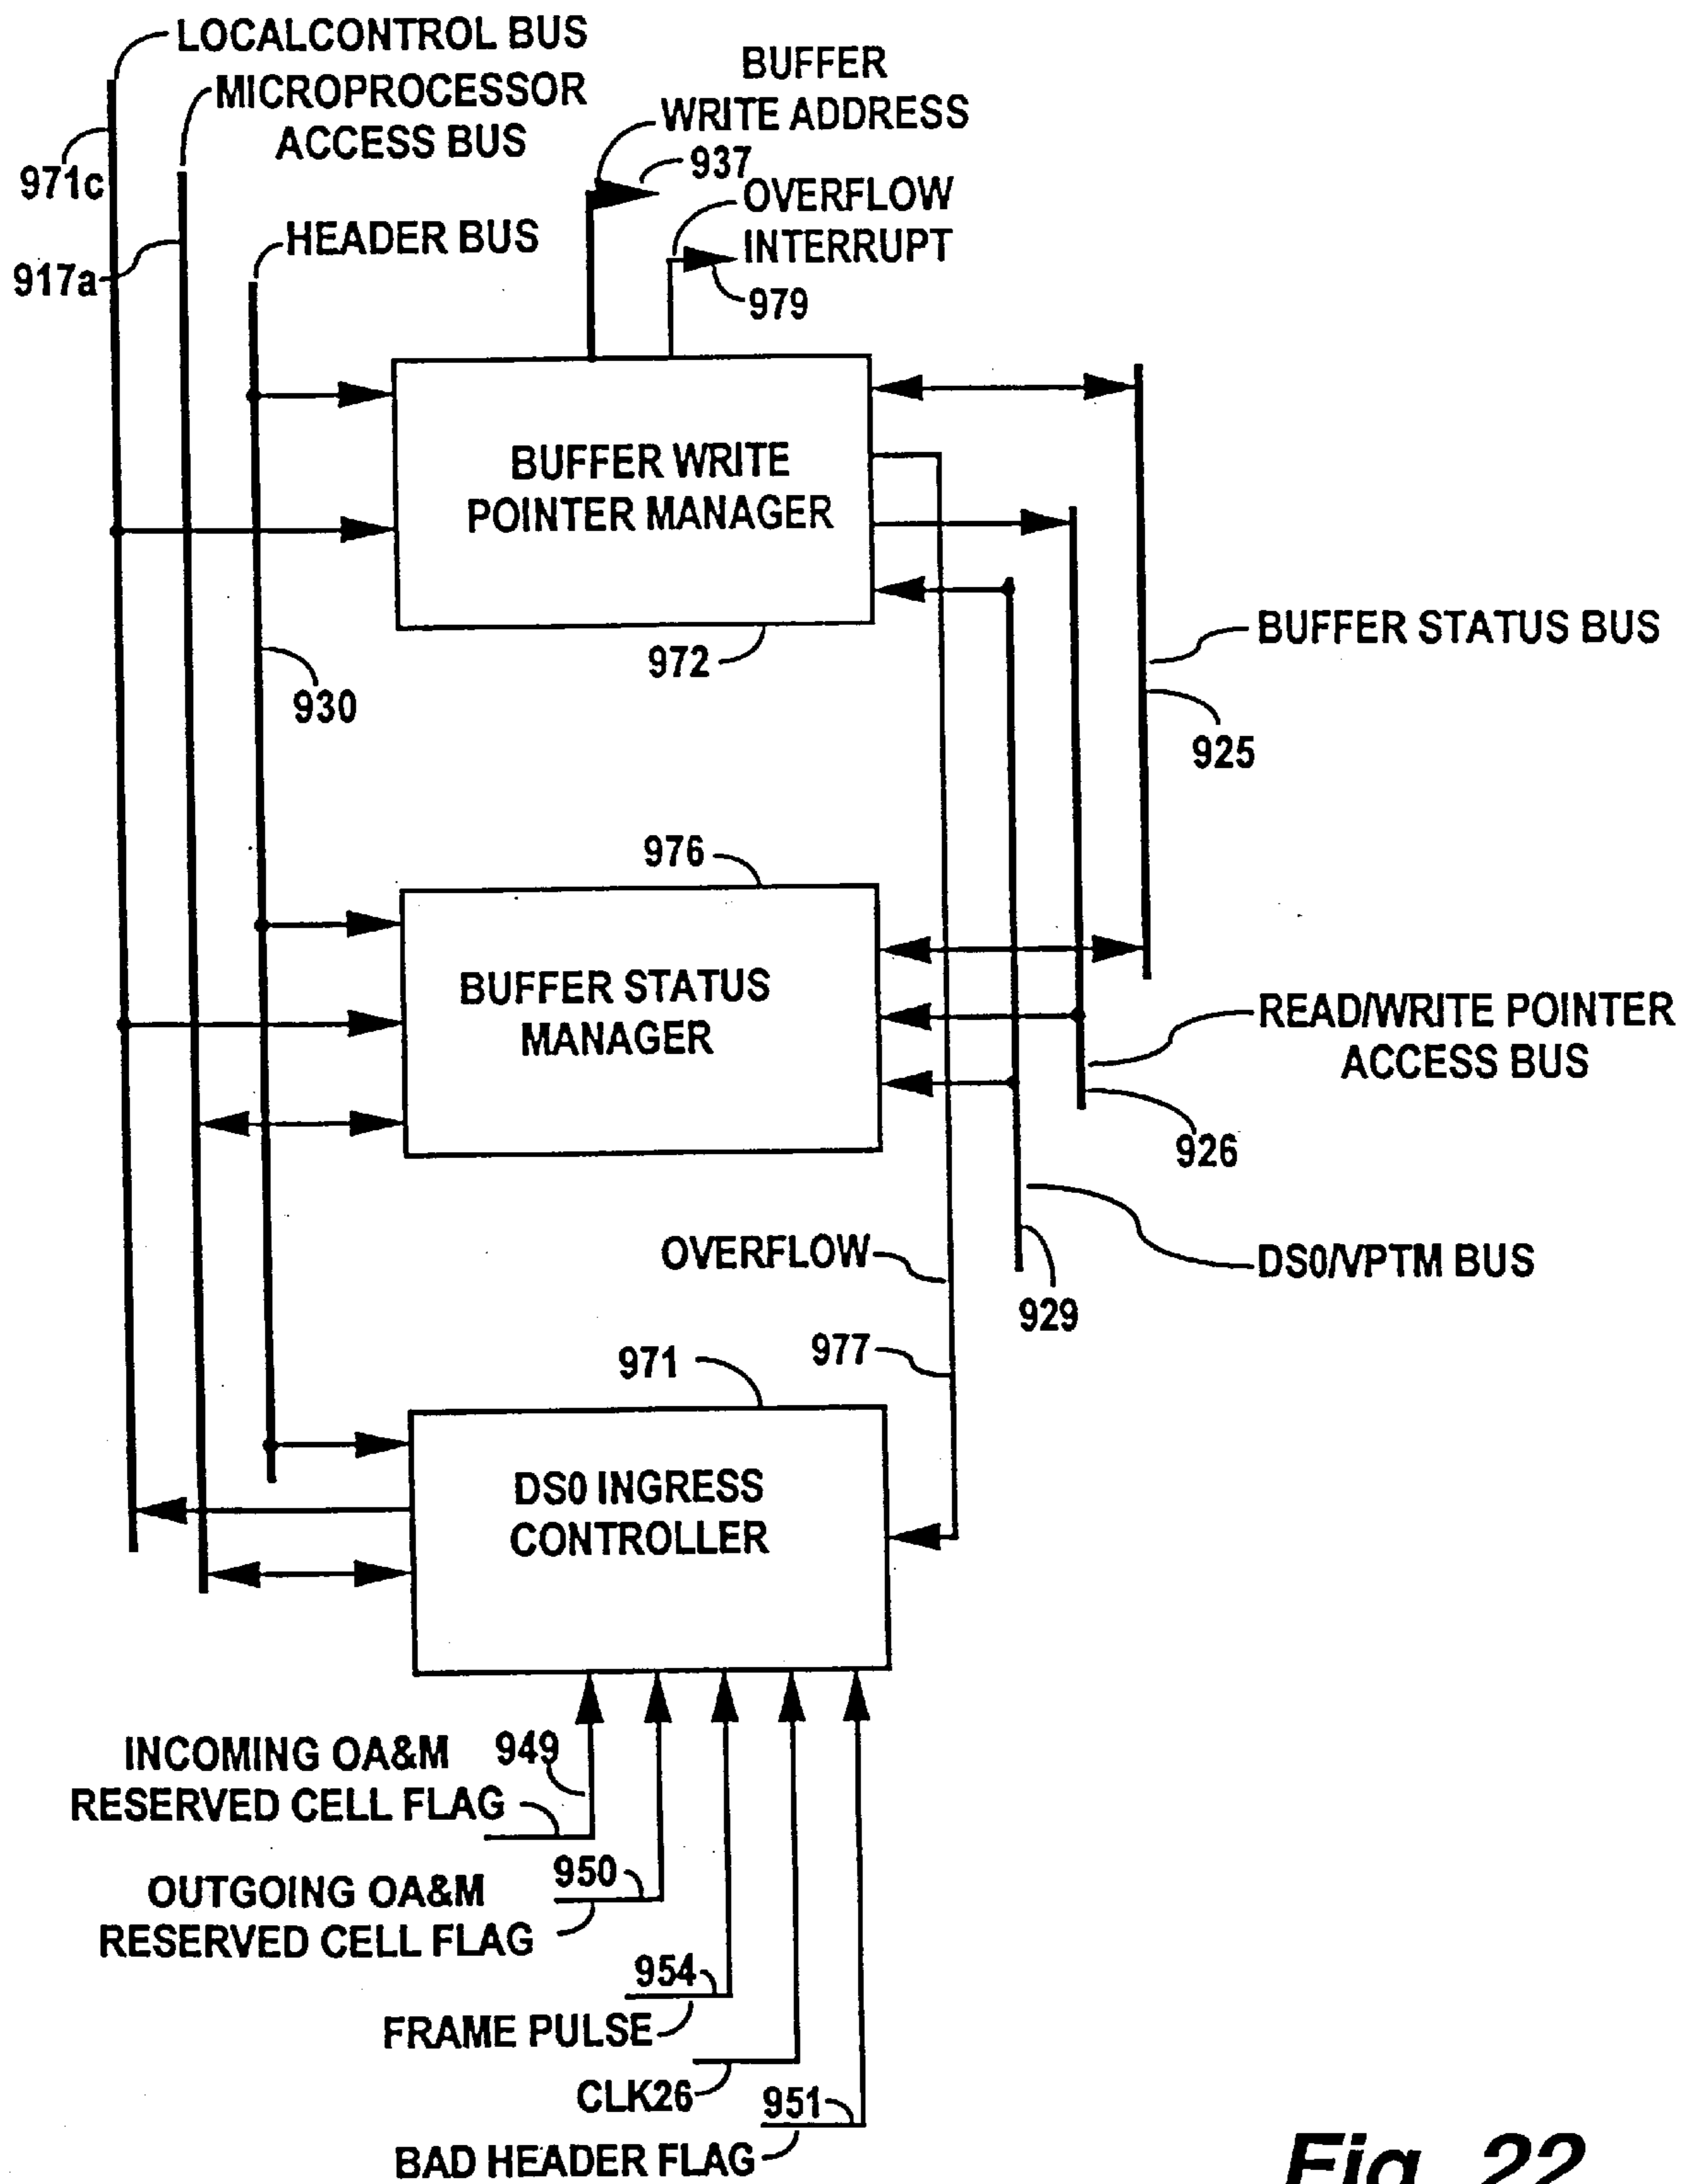 LOCALCONTROL BUS
MICROPROCESSOR
ACCESS BUS
971c
917a
HEADER BUS
BUFFER
WRITE ADDRESS
937
OVERFLOW
INTERRUPT
979
BUFFER WRITE
POINTER MANAGER
972
930
BUFFER STATUS BUS
925
976
BUFFER STATUS
MANAGER
READ/WRITE POINTER
ACCESS BUS
926
OVERFLOW
DS0/VPTM BUS
929
977
971
DS0 INGRESS
CONTROLLER
INCOMING OA&M
RESERVED CELL FLAG
949
OUTGOING OA&M
RESERVED CELL FLAG
950
954
FRAME PULSE
CLK26
951
BAD HEADER FLAG
Fig. 22